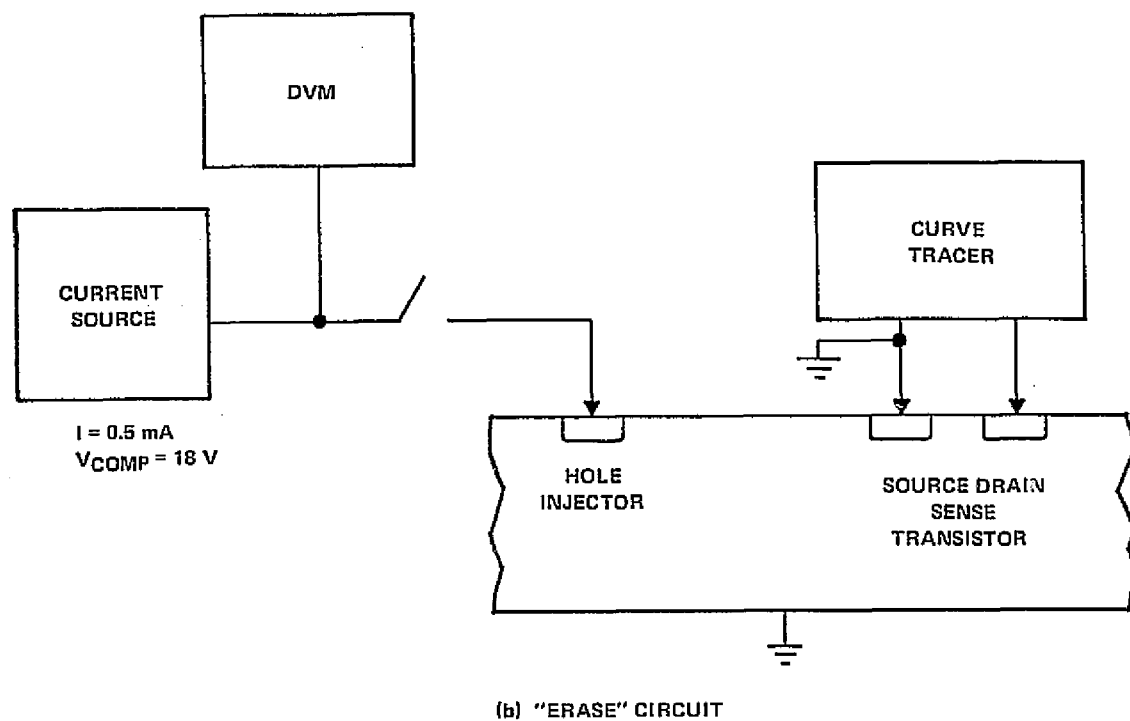 DVM
CURRENT
SOURCE
I = 0.5 mA
VCOMP = 18 V
CURVE
TRACER
HOLE
INJECTOR
SOURCE DRAIN
SENSE
TRANSISTOR
(b) "ERASE" CIRCUIT